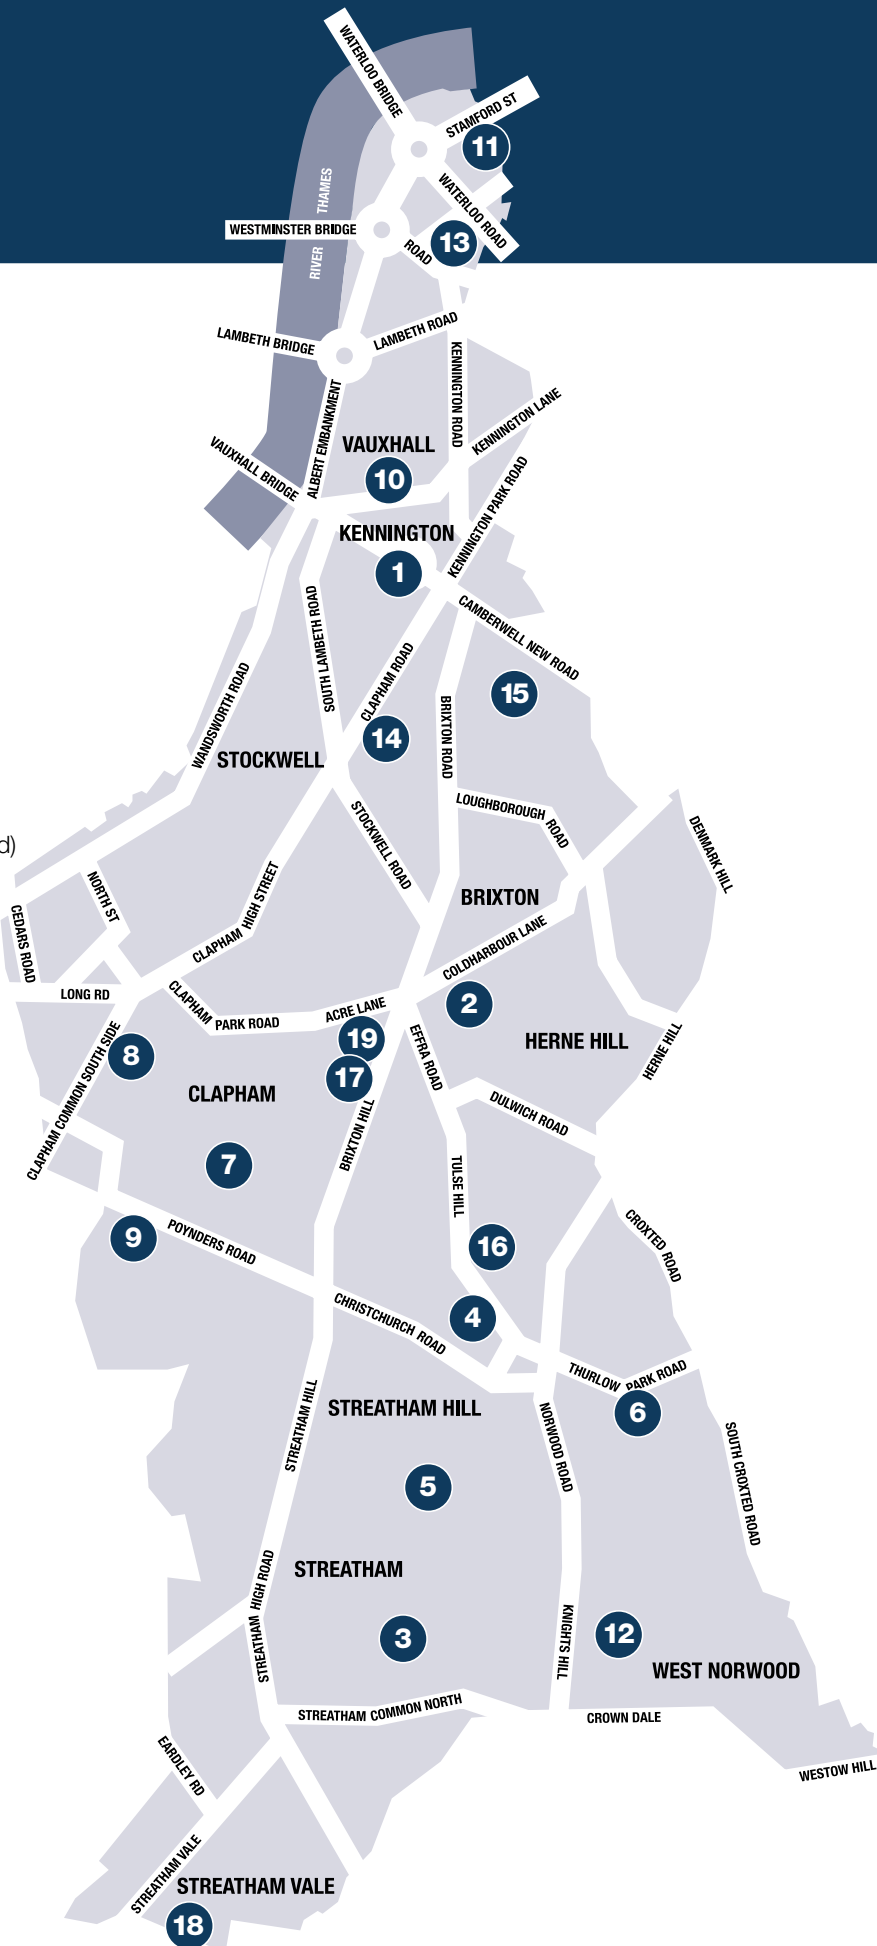 WATERLOO BRIDGE
STAMFORD ST
11
RIVER THAMES
WATERLOO ROAD
WESTMINSTER BRIDGE
ROAD
13
LAMBETH BRIDGE
LAMBETH ROAD
KENNINGTON ROAD
ALBERT EMBANKMENT
KENNINGTON LANE
VAUXHALL
VAUXHALL BRIDGE
10
KENNINGTON PARK ROAD
KENNINGTON
1
SOUTH LAMBETH ROAD
CAMBERWELL NEW ROAD
CLAPHAM ROAD
15
WANDSWORTH ROAD
BRIXTON ROAD
14
STOCKWELL
STOCKWELL ROAD
LOUGHBOROUGH ROAD
d)
DENMARK HILL
NORTH ST
BRIXTON
CLAPHAM HIGH STREET
CEDARS ROAD
COLDHARBOUR LANE
LONG RD
CLAPHAM PARK ROAD
ACRE LANE
2
19
EFFRA ROAD
HERNE HILL
HERNE HILL
8
CLAPHAM COMMON SOUTH SIDE
17
CLAPHAM
DULWICH ROAD
BRIXTON HILL
7
TULSE HILL
9
POYNDERS ROAD
16
CROXTED ROAD
4
CHRISTCHURCH ROAD
THURLOW PARK ROAD
STREATHAM HILL
STREATHAM HILL
6
NORWOOD ROAD
5
SOUTH CROXTED ROAD
STREATHAM
STREATHAM HIGH ROAD
3
KNIGHTS HILL
12
WEST NORWOOD
STREATHAM COMMON NORTH
CROWN DALE
EARDLEY RD
WESTOW HILL
STREATHAM VALE
STREATHAM VALE
18